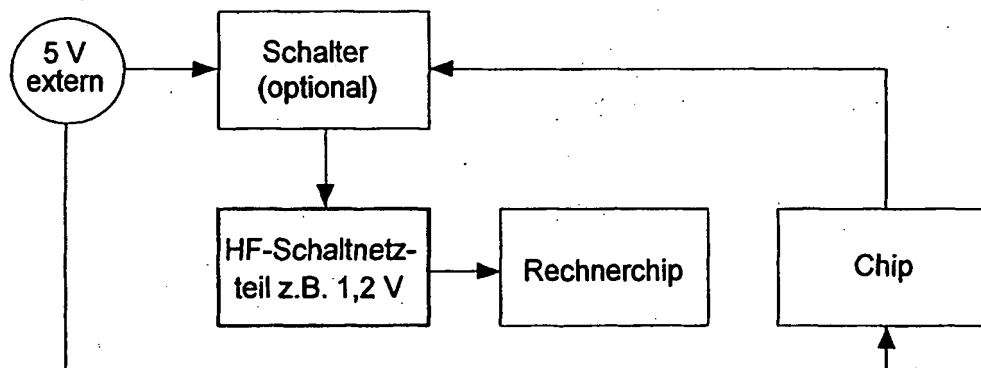 5 V
extern
Schalter
(optional)
HF-Schaltnetz-
teil z.B. 1,2 V
Rechnerchip
Chip